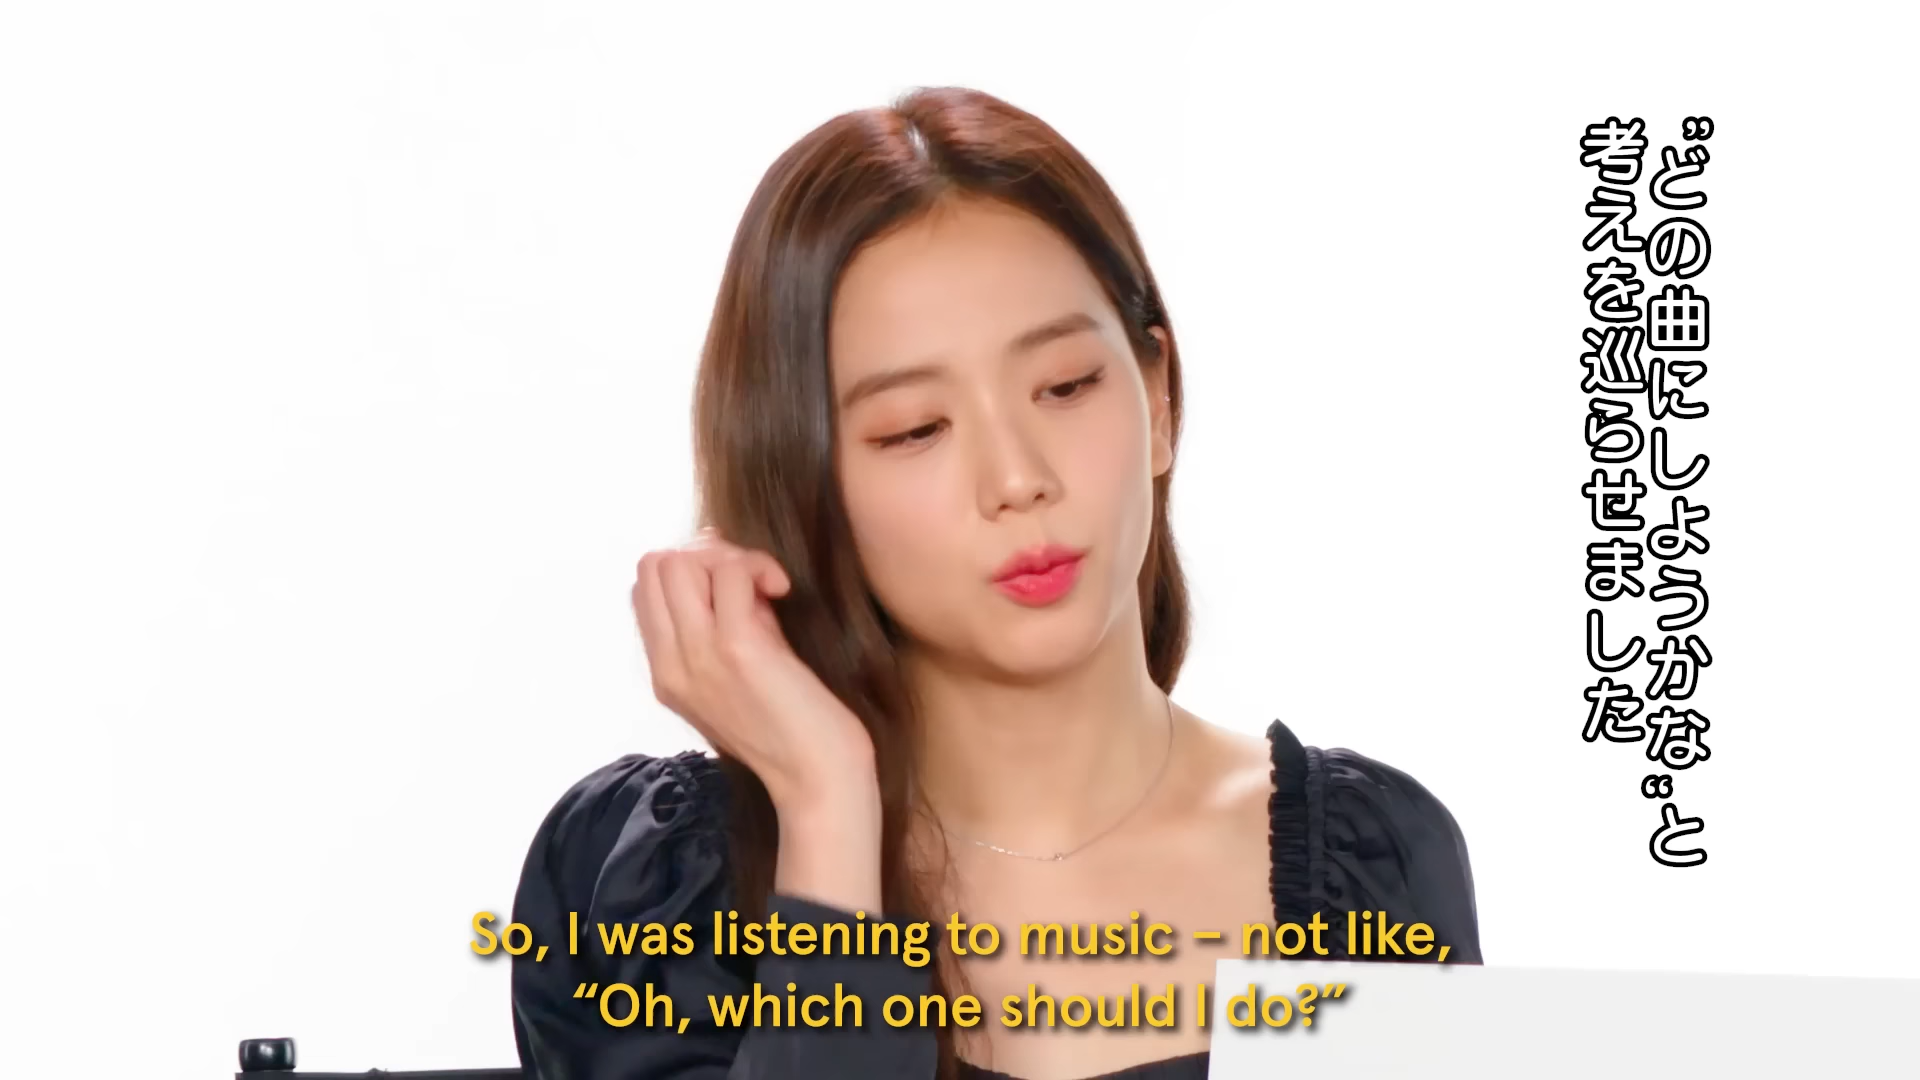 ”どの曲にしようかな“と
考えを巡らせました
So, I was listening to music – not like,
“Oh, which one should I do?”